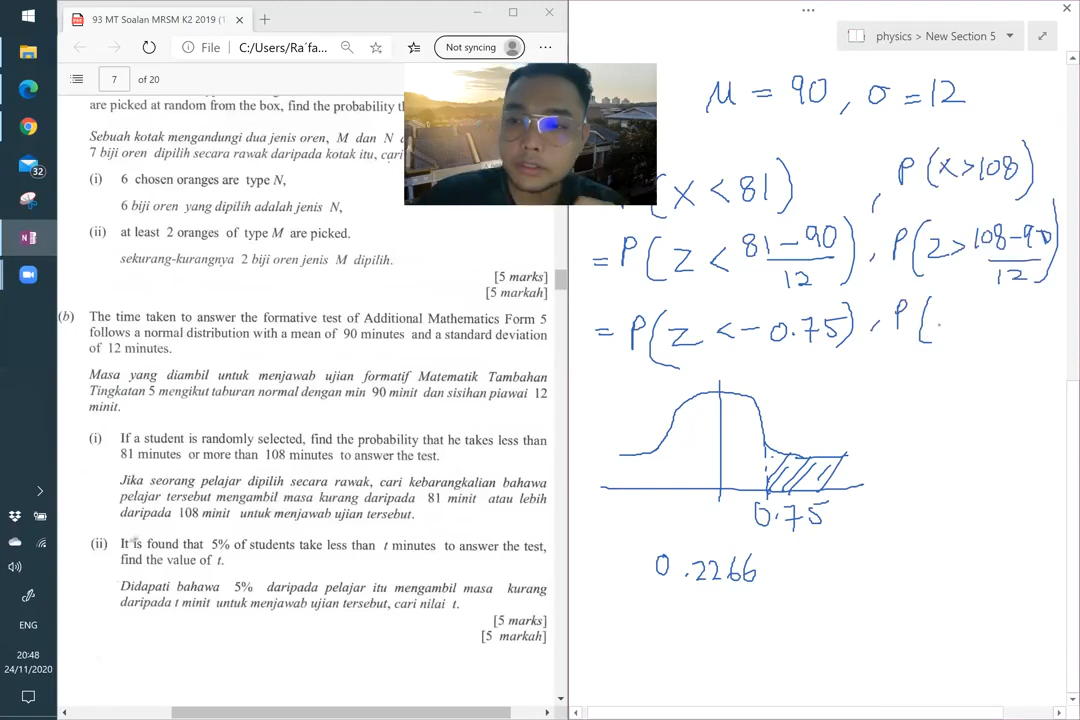 93 MT Soalan MRSM K2 2019 (1
File
C:/Users/Ra´fa...
Not syncing
7
of 20
are picked at random from the box, find the probability t
Sebuah kotak mengandungi dua jenis oren, M dan N
7 biji oren dipilih secara rawak daripada kotak itu, cari
(i) 6 chosen oranges are type N,
6 biji oren yang dipilih adalah jenis N,
(ii) at least 2 oranges of type M are picked.
sekurang-kurangnya 2 biji oren jenis M dipilih.
[5 marks]
[5 markah]
(b) The time taken to answer the formative test of Additional Mathematics Form 5
follows a normal distribution with a mean of 90 minutes and a standard deviation
of 12 minutes.
Masa yang diambil untuk menjawab ujian formatif Matematik Tambahan
Tingkatan 5 mengikut taburan normal dengan min 90 minit dan sisihan piawai 12
minit.
(i) If a student is randomly selected, find the probability that he takes less than
81 minutes or more than 108 minutes to answer the test.
Jika seorang pelajar dipilih secara rawak, cari kebarangkalian bahawa
pelajar tersebut mengambil masa kurang daripada 81 minit atau lebih
daripada 108 minit untuk menjawab ujian tersebut.
(ii) It is found that 5% of students take less than t minutes to answer the test,
find the value of t.
Didapati bahawa 5% daripada pelajar itu mengambil masa kurang
daripada t minit untuk menjawab ujian tersebut, cari nilai t.
[5 marks]
[5 markah]
physics > New Section 5
μ = 90, σ = 12
(X < 81), P(X > 108)
= P(Z < 81 - 90 / 12), P(Z > 108 - 90 / 12)
= P(Z < -0.75), P(
0.75
0.2266
32
ENG
20:48
24/11/2020